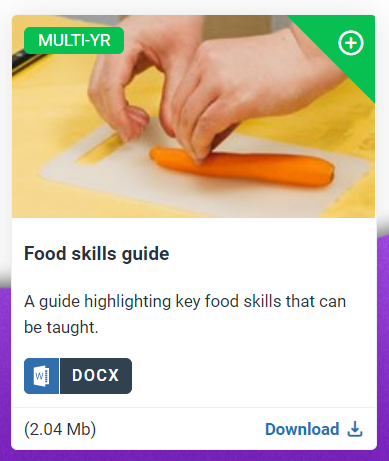 MULTI-YR
Food skills guide
A guide highlighting key food skills that can
be taught.
W DOCX
(2.04 Mb) Download